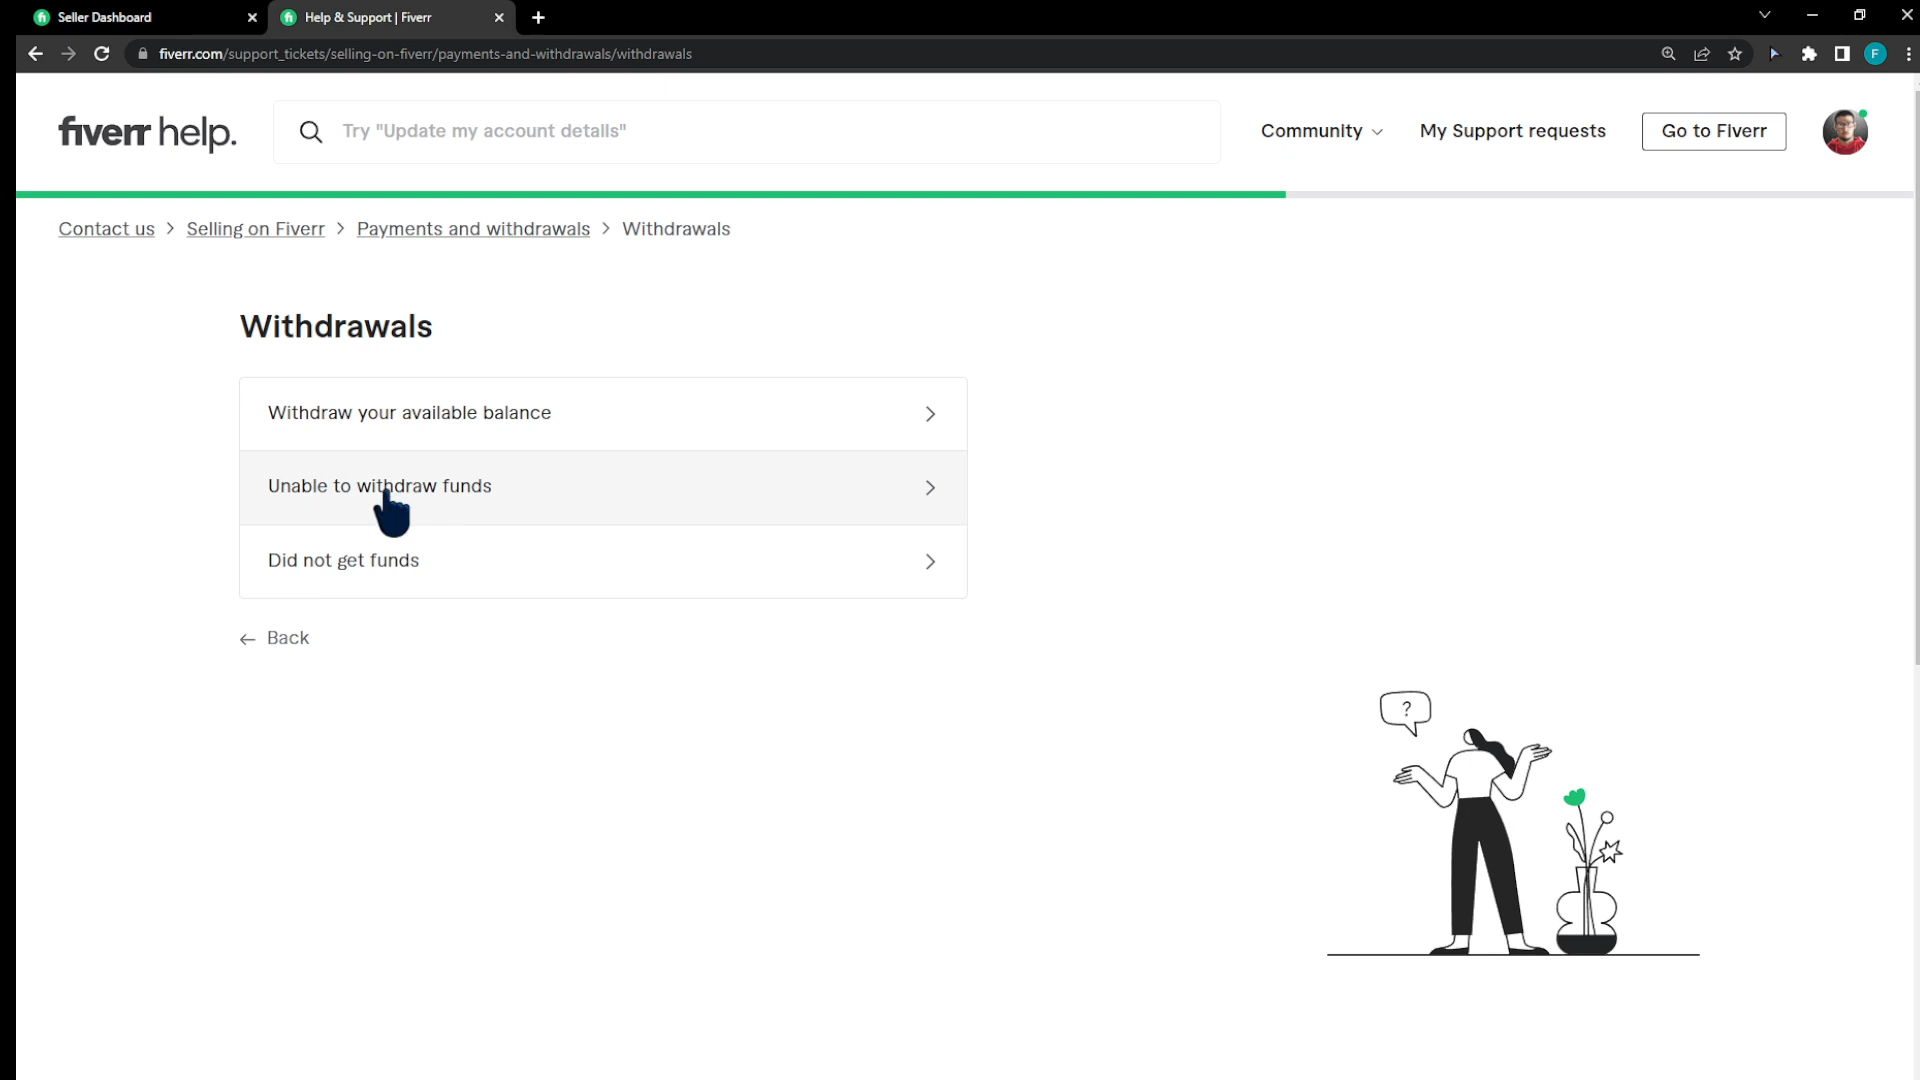 Seller Dashboard
Help & Support | Fiverr
fiverr.com/support_tickets/selling-on-fiverr/payments-and-withdrawals/withdrawals
F
fiverr help.
Try "Update my account details"
Community
My Support requests
Go to Fiverr
Contact us > Selling on Fiverr > Payments and withdrawals > Withdrawals
Withdrawals
Withdraw your available balance
Unable to withdraw funds
Did not get funds
← Back
?